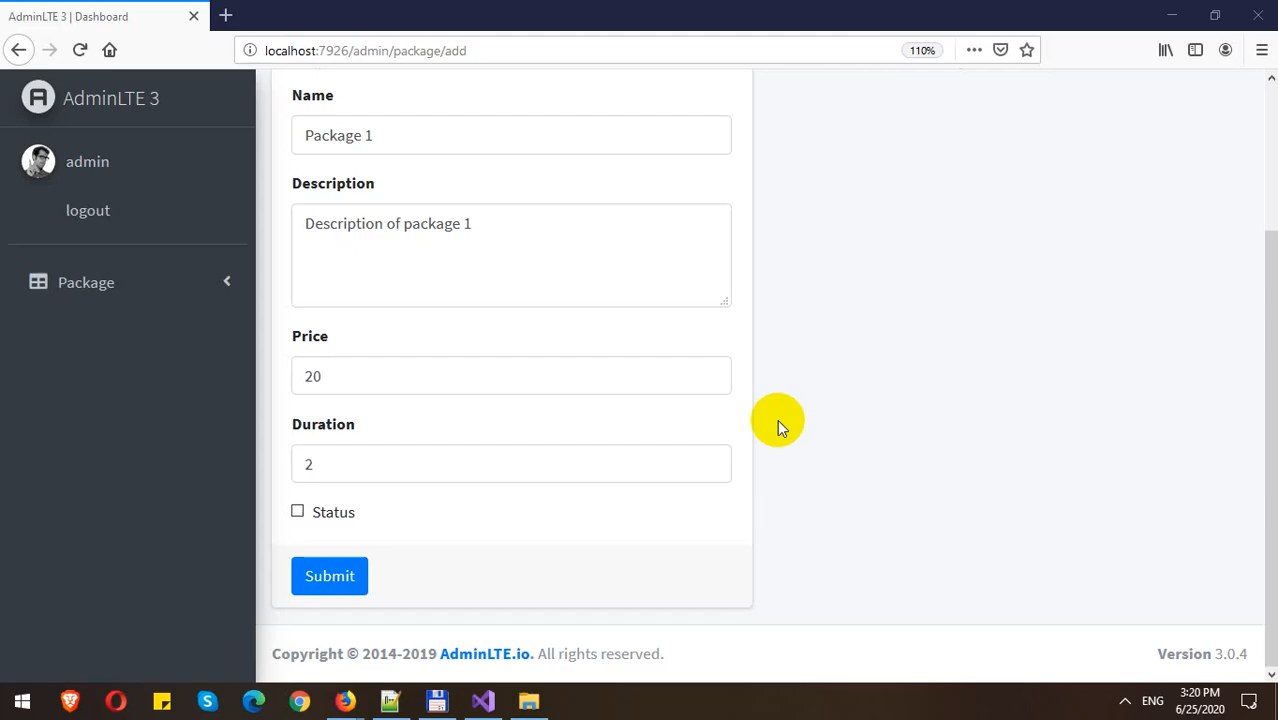 AdminLTE 3 | Dashboard
localhost:7926/admin/package/add
110%
AdminLTE 3
admin
logout
Package
Name
Package 1
Description
Description of package 1
Price
20
Duration
2
Status
Submit
Copyright © 2014-2019 AdminLTE.io. All rights reserved.
Version 3.0.4
ENG
3:20 PM
6/25/2020